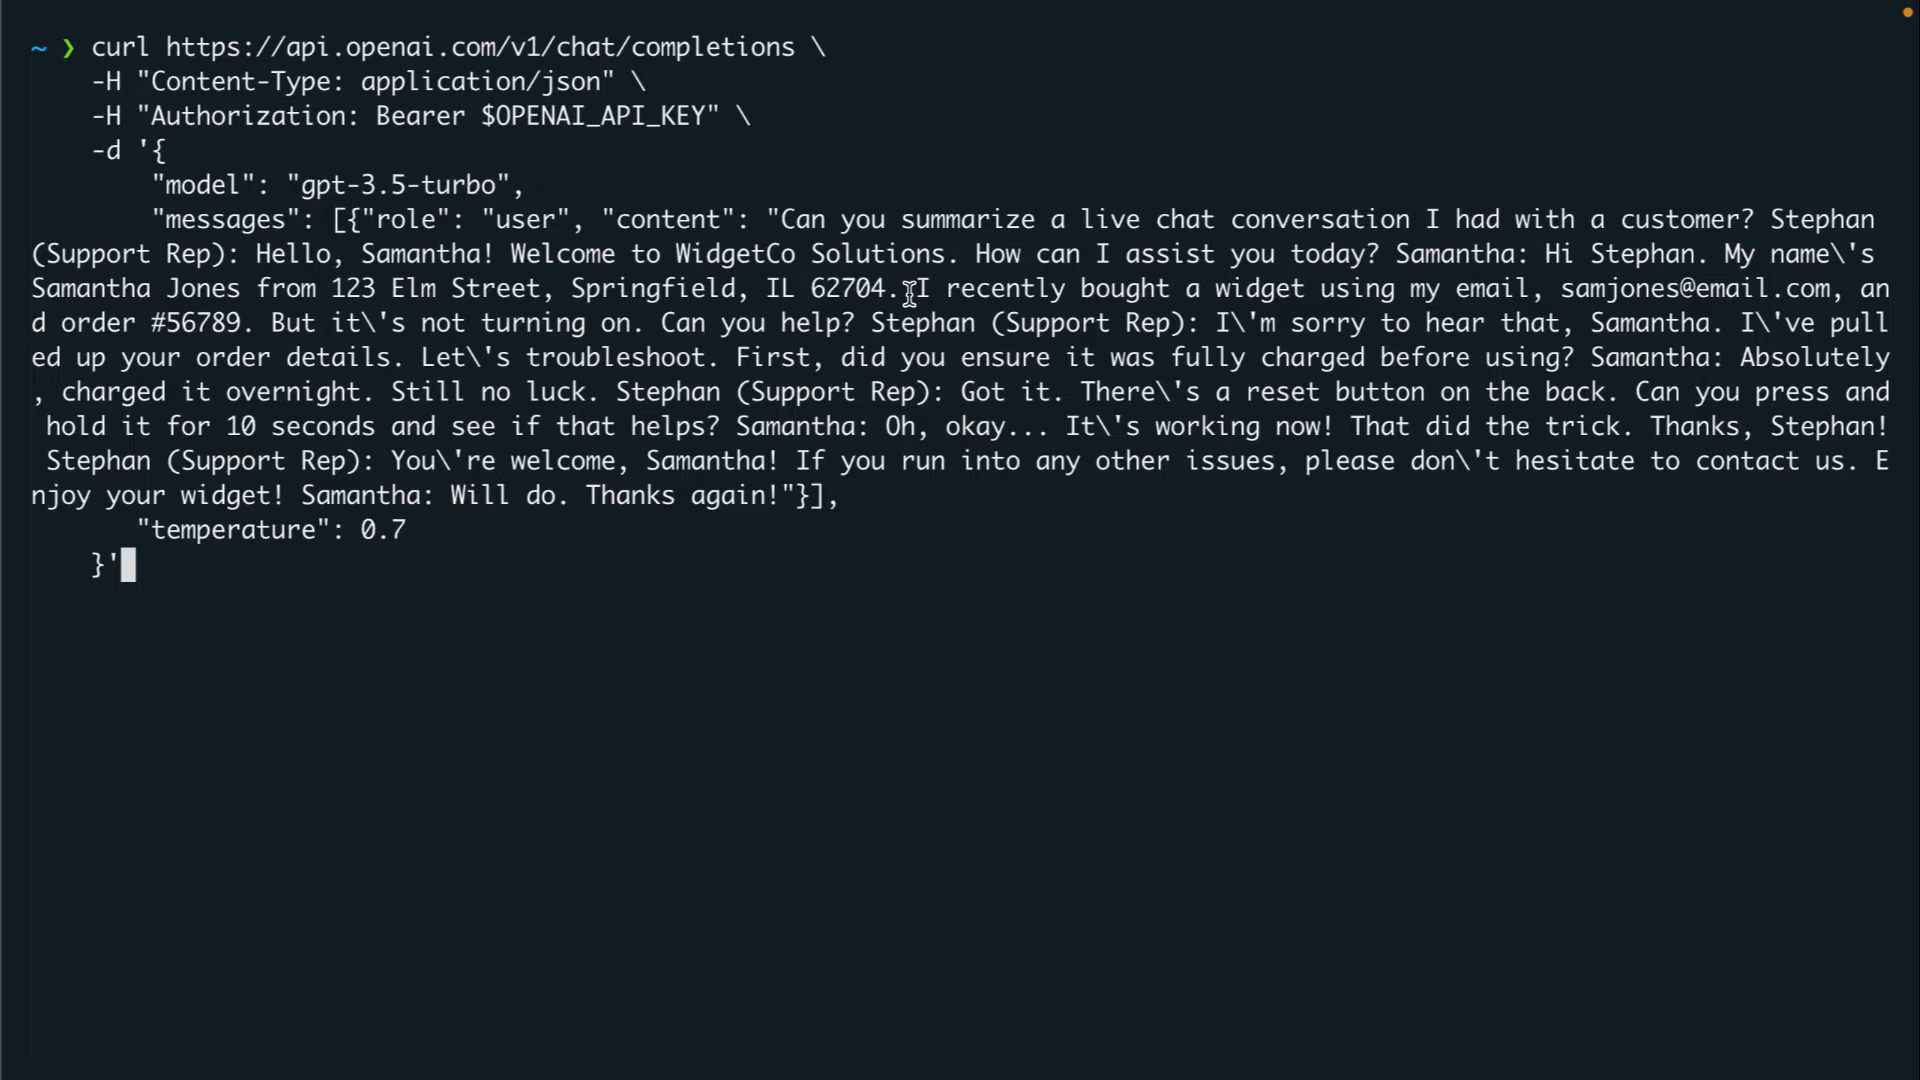 ~ ❯ curl https://api.openai.com/v1/chat/completions \
-H "Content-Type: application/json" \
-H "Authorization: Bearer $OPENAI_API_KEY" \
-d '{
"model": "gpt-3.5-turbo",
"messages": [{"role": "user", "content": "Can you summarize a live chat conversation I had with a customer? Stephan
(Support Rep): Hello, Samantha! Welcome to WidgetCo Solutions. How can I assist you today? Samantha: Hi Stephan. My name\'s
Samantha Jones from 123 Elm Street, Springfield, IL 62704. I recently bought a widget using my email, samjones@email.com, an
d order #56789. But it\'s not turning on. Can you help? Stephan (Support Rep): I\'m sorry to hear that, Samantha. I\'ve pull
ed up your order details. Let\'s troubleshoot. First, did you ensure it was fully charged before using? Samantha: Absolutely
, charged it overnight. Still no luck. Stephan (Support Rep): Got it. There\'s a reset button on the back. Can you press and
hold it for 10 seconds and see if that helps? Samantha: Oh, okay... It\'s working now! That did the trick. Thanks, Stephan!
Stephan (Support Rep): You\'re welcome, Samantha! If you run into any other issues, please don\'t hesitate to contact us. E
njoy your widget! Samantha: Will do. Thanks again!"}],
"temperature": 0.7
}'